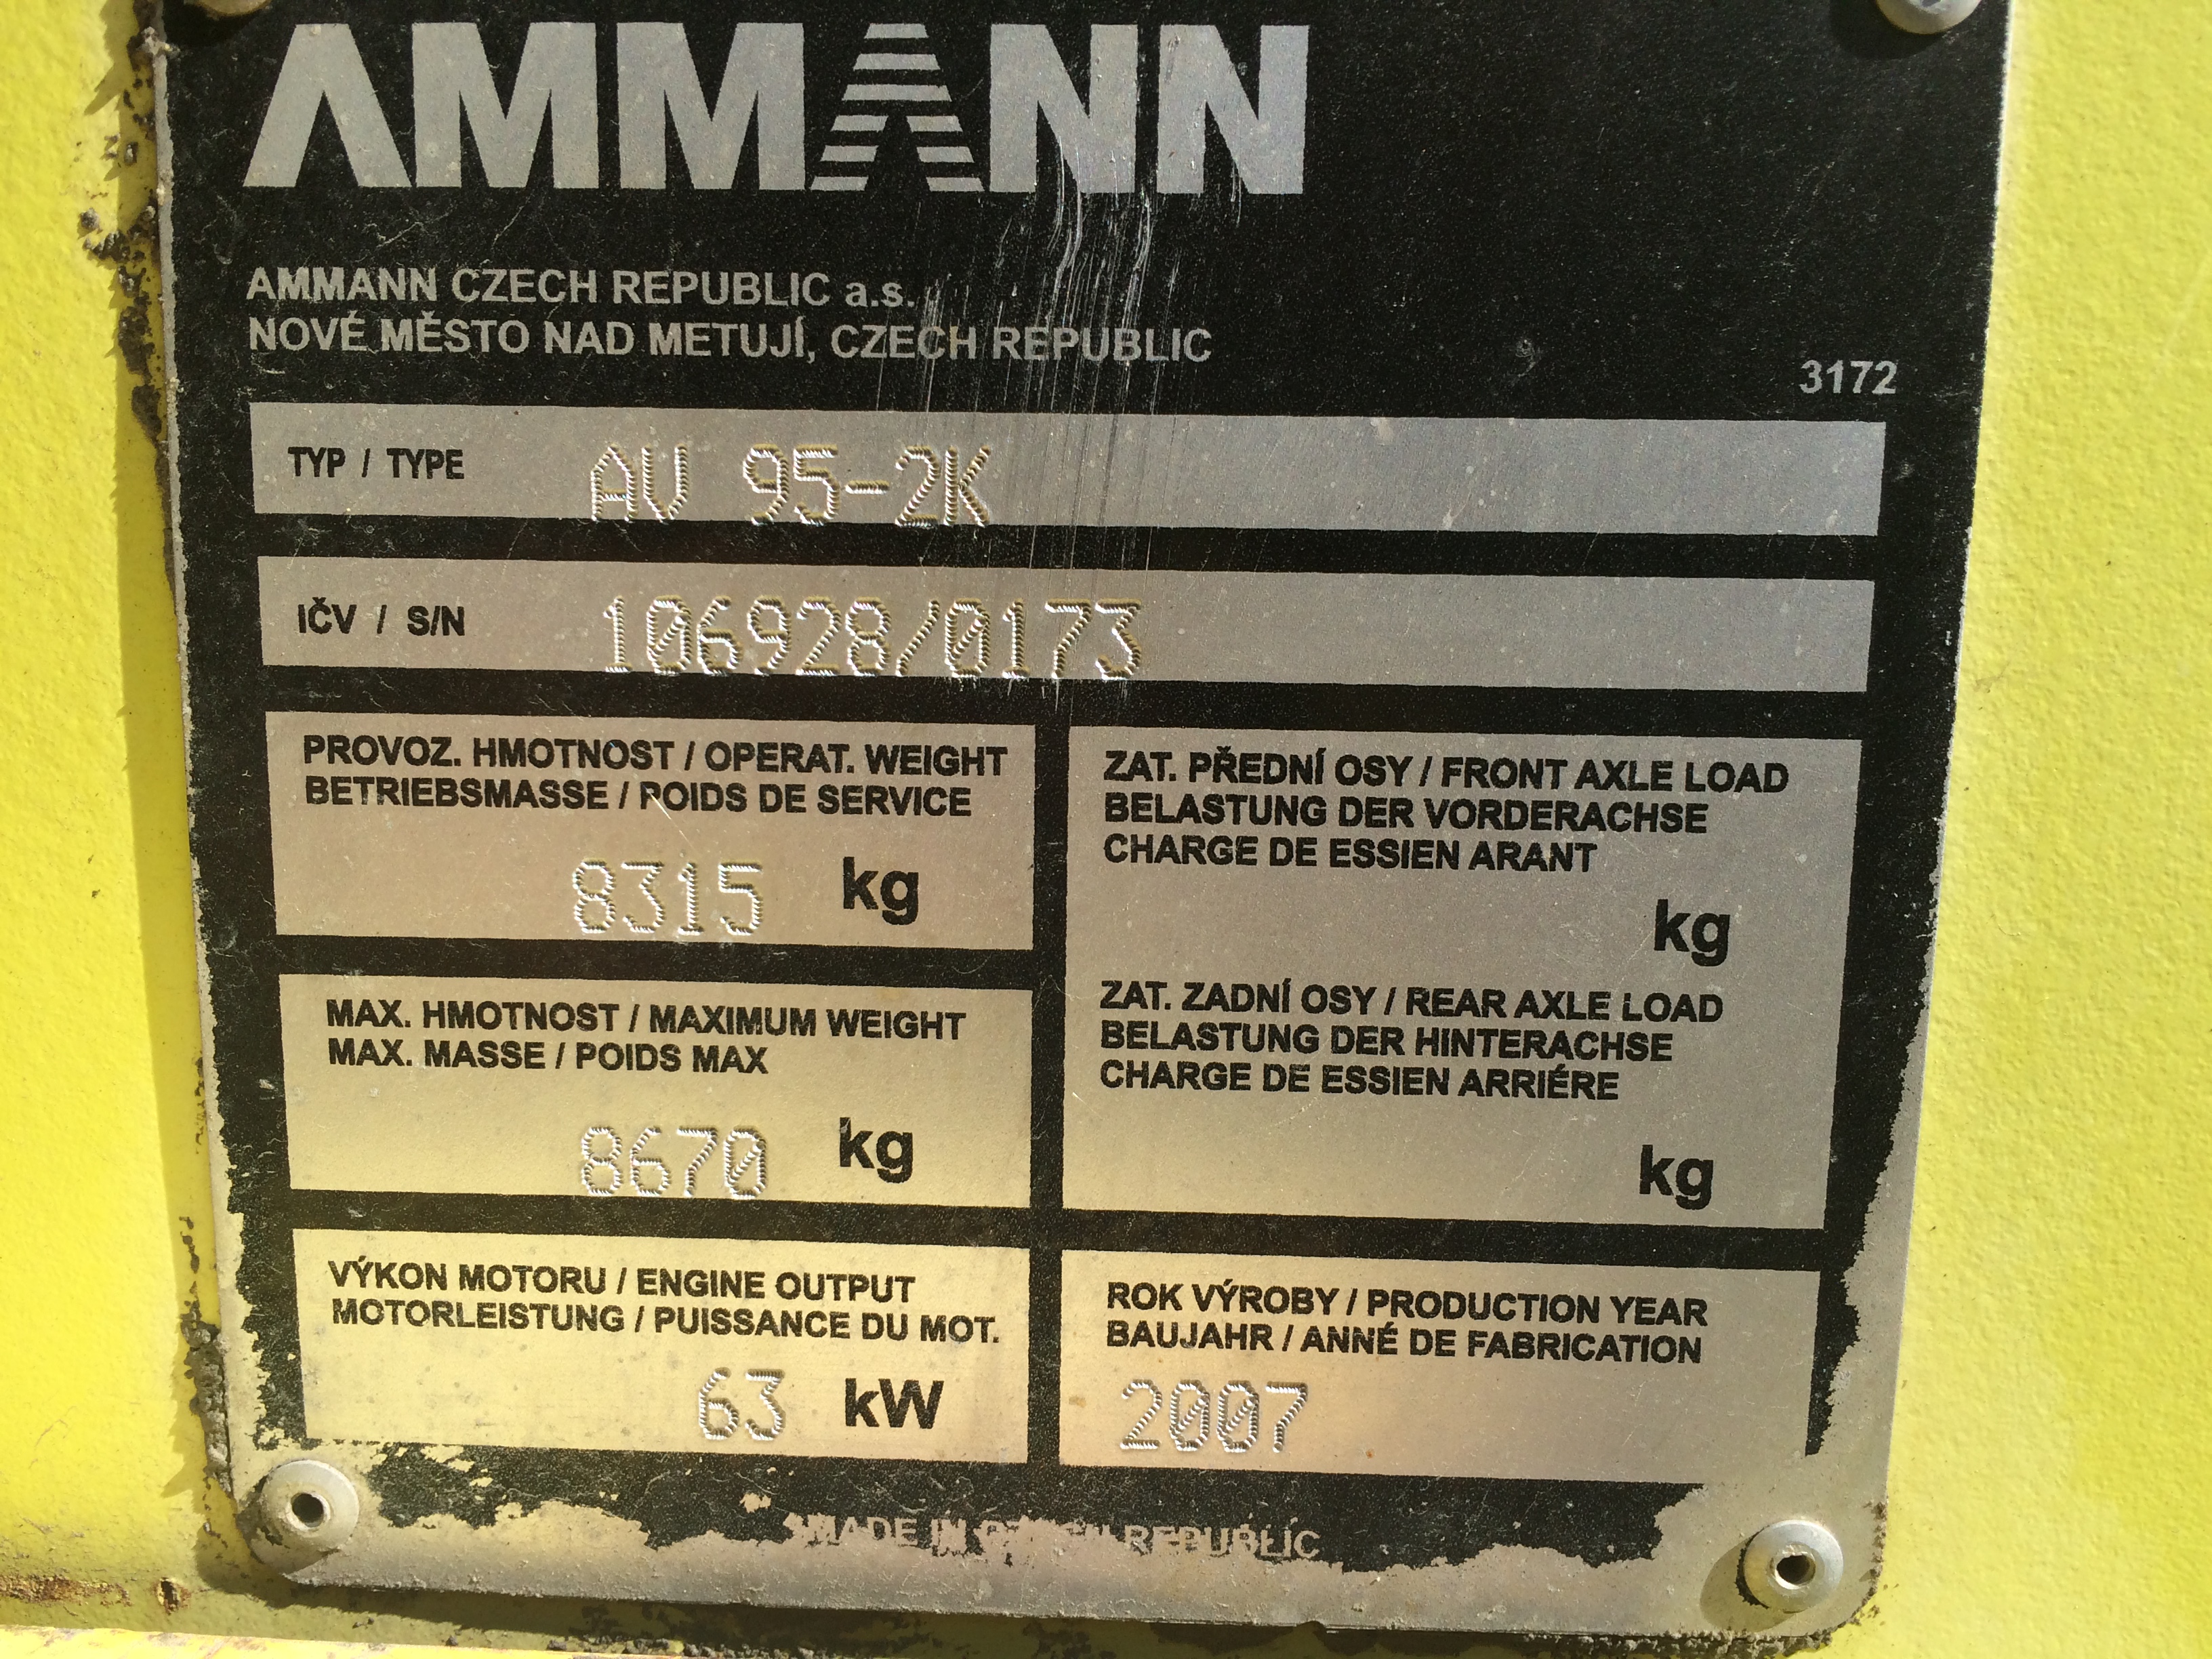 AMMANN
AMMANN CZECH REPUBLIC a.s.
NOVÉ MĚSTO NAD METUJÍ, CZECH REPUBLIC
3172
TYP / TYPE AV 95-2K
IČV / S/N 106928/0173
PROVOZ. HMOTNOST / OPERAT. WEIGHT
BETRIEBSMASSE / POIDS DE SERVICE
8315 kg
ZAT. PŘEDNÍ OSY / FRONT AXLE LOAD
BELASTUNG DER VORDERACHSE
CHARGE DE ESSIEN ARANT
kg
MAX. HMOTNOST / MAXIMUM WEIGHT
MAX. MASSE / POIDS MAX
8670 kg
ZAT. ZADNÍ OSY / REAR AXLE LOAD
BELASTUNG DER HINTERACHSE
CHARGE DE ESSIEN ARRIÉRE
kg
VÝKON MOTORU / ENGINE OUTPUT
MOTORLEISTUNG / PUISSANCE DU MOT.
63 kW
ROK VÝROBY / PRODUCTION YEAR
BAUJAHR / ANNÉ DE FABRICATION
2007
MADE IN CZECH REPUBLIC